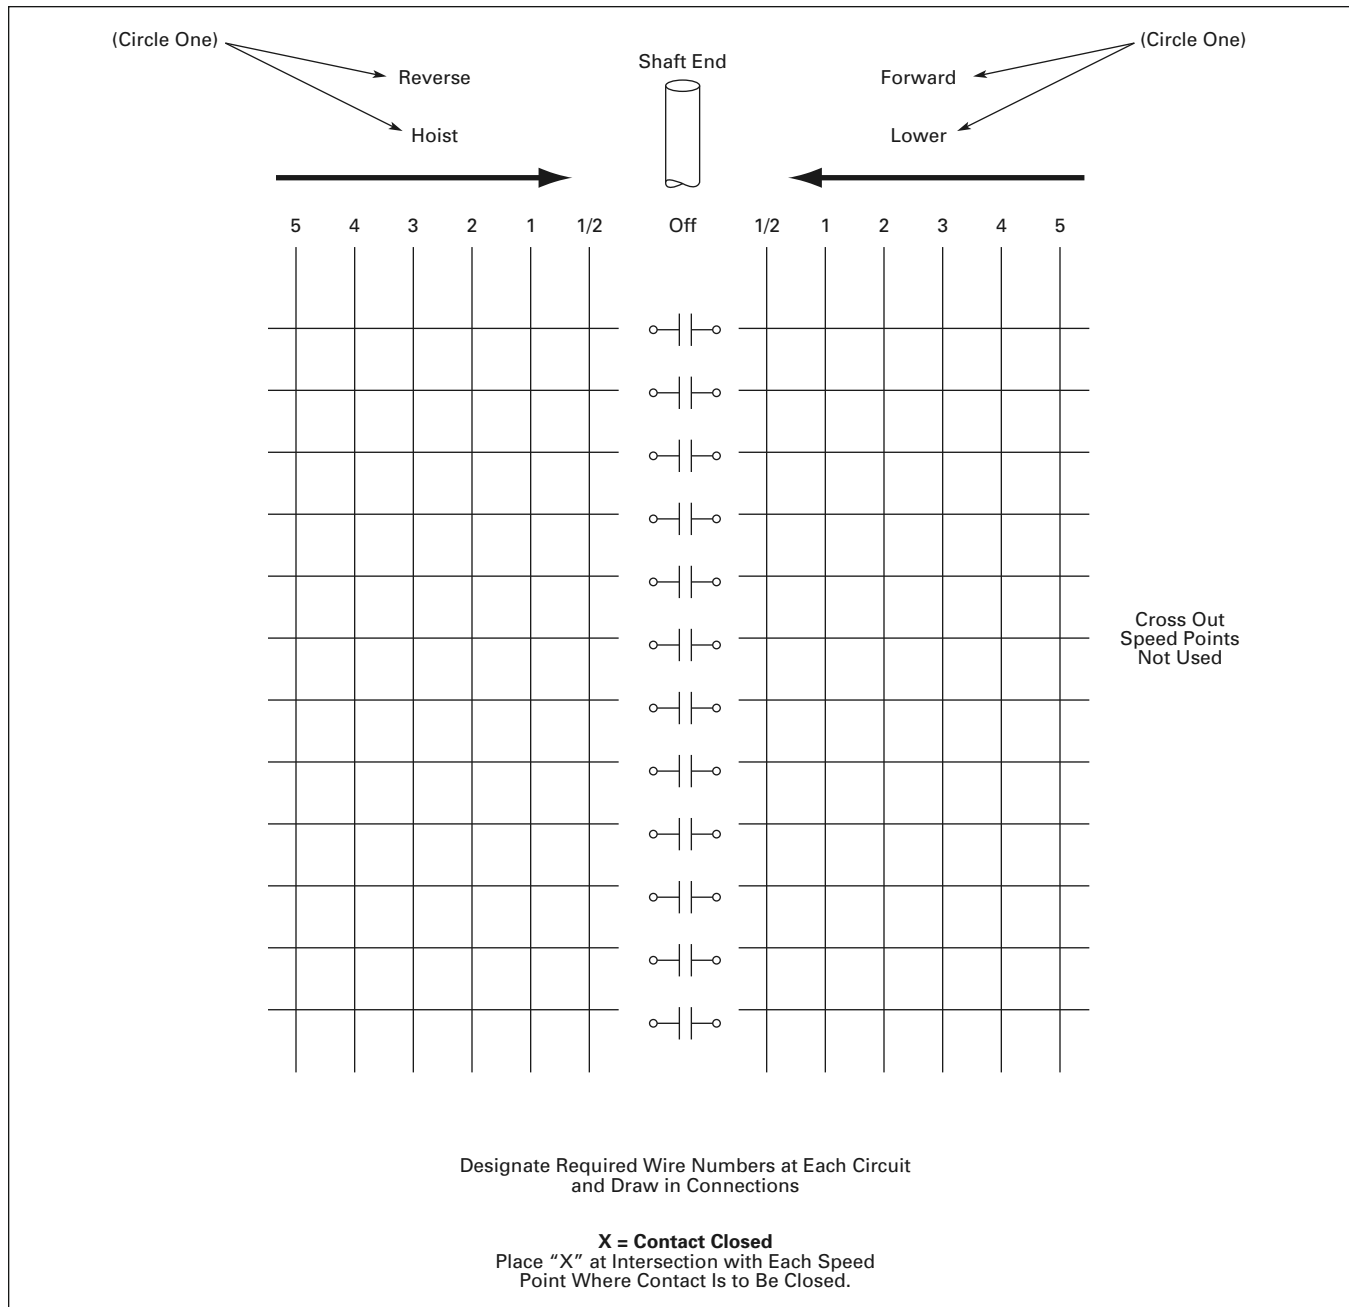 (Circle One)
(Circle One)
Shaft End
Reverse
Forward
Hoist
Lower
5 4 3 2 1 1/2 Off 1/2 1 2 3 4 5
Cross Out
Speed Points
Not Used
Designate Required Wire Numbers at Each Circuit
and Draw in Connections
X = Contact Closed
Place “X” at Intersection with Each Speed
Point Where Contact Is to Be Closed.